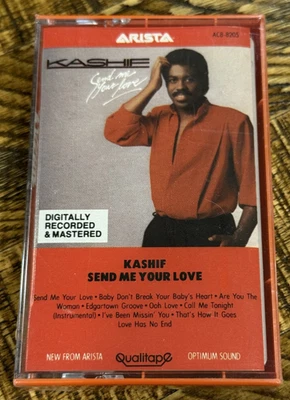 ARISTA
AC8-8205
KASHIF
Send me
Your love
DIGITALLY
RECORDED
& MASTERED
KASHIF
SEND ME YOUR LOVE
Send Me Your Love • Baby Don't Break Your Baby's Heart • Are You The
Woman • Edgartown Groove • Ooh Love • Call Me Tonight
(Instrumental) • I've Been Missin' You • That's How It Goes
Love Has No End
NEW FROM ARISTA
Qualitape
OPTIMUM SOUND